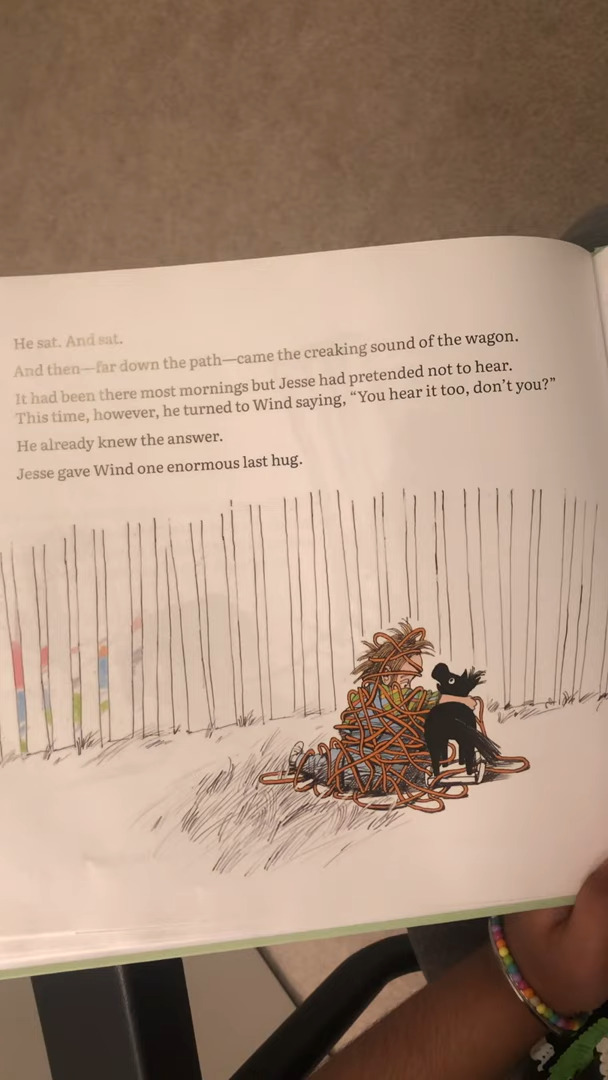 He sat. And sat.
And then—far down the path—came the creaking sound of the wagon.
It had been there most mornings but Jesse had pretended not to hear.
This time, however, he turned to Wind saying, “You hear it too, don’t you?”
He already knew the answer.
Jesse gave Wind one enormous last hug.